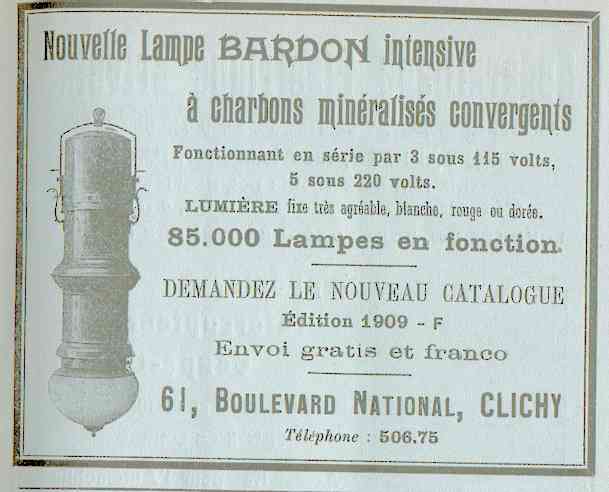 Nouvelle Lampe BARDON intensive
à charbons minéralisés convergents
Fonctionnant en série par 3 sous 115 volts,
5 sous 220 volts.
LUMIÈRE fixe très agréable, blanche, rouge ou dorée.
85.000 Lampes en fonction.
DEMANDEZ LE NOUVEAU CATALOGUE
Édition 1909 - F
Envoi gratis et franco
61, BOULEVARD NATIONAL, CLICHY
Téléphone : 506.75